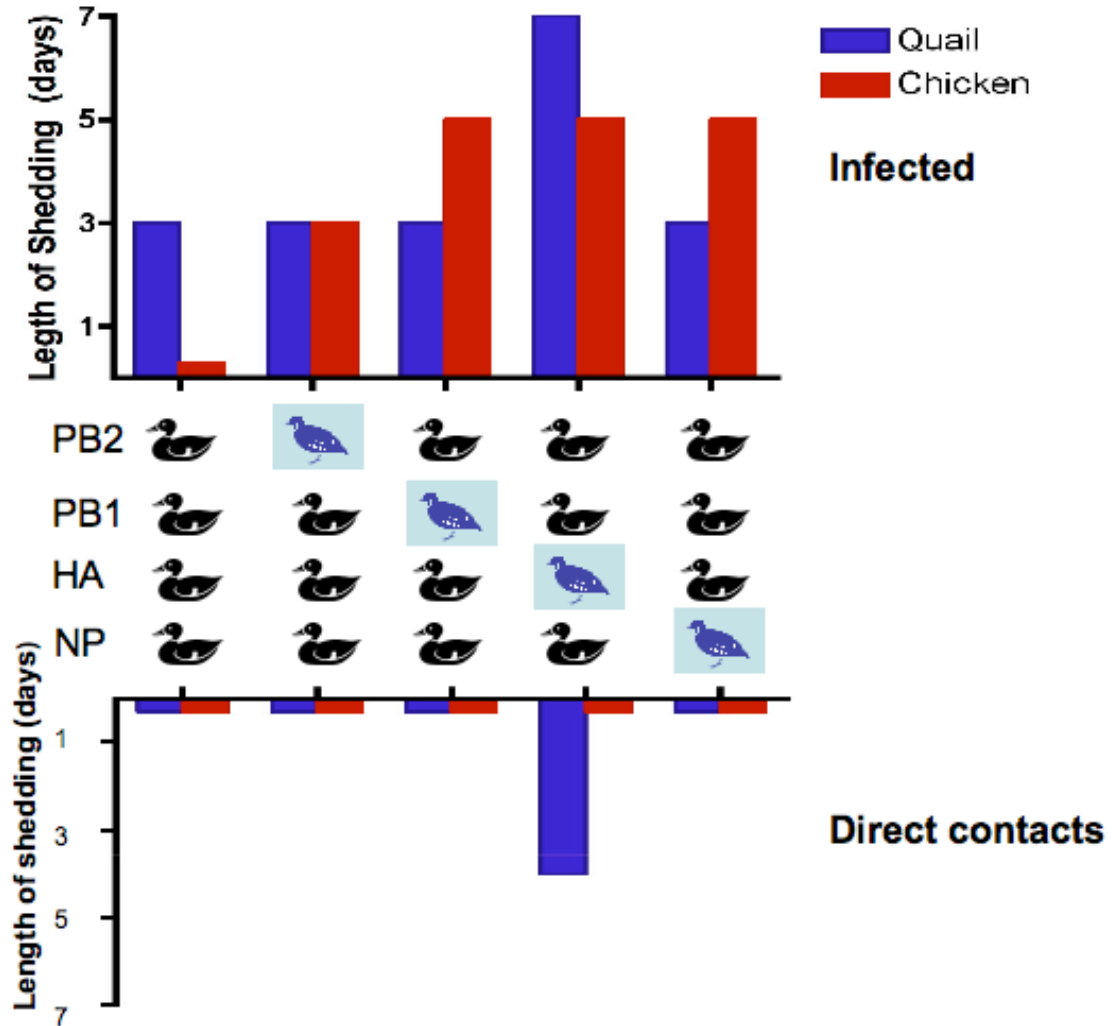 Legth of Shedding (days)
7
5
3
1
Quail
Chicken
Infected
PB2
PB1
HA
NP
Length of shedding (days)
1
3
5
7
Direct contacts